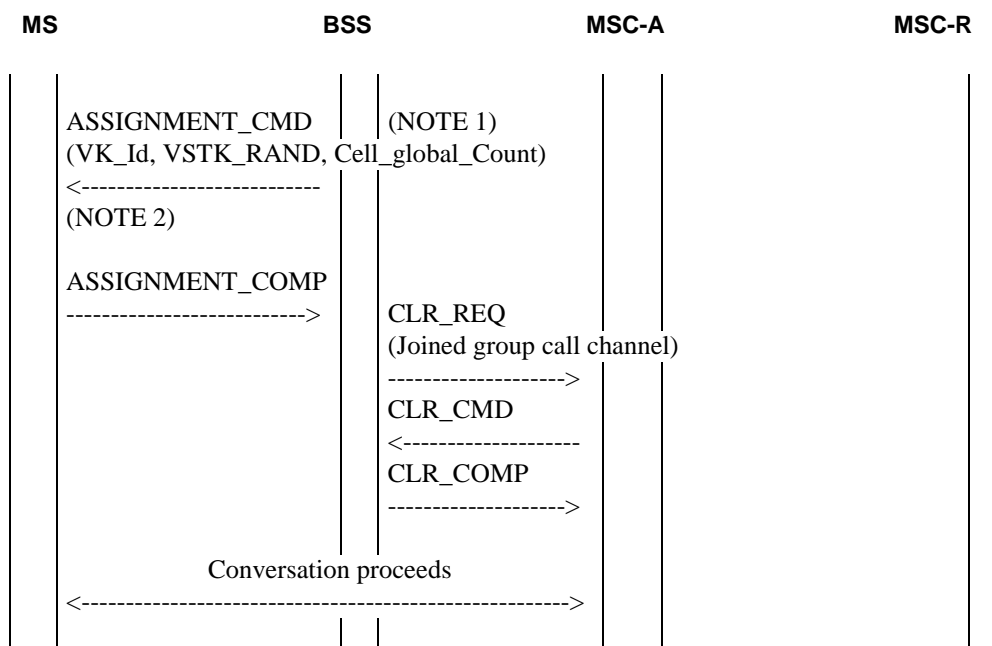 MS BSS MSC-A MSC-R
ASSIGNMENT_CMD (NOTE 1)
(VK_Id, VSTK_RAND, Cell_global_Count)
<---------------------------
(NOTE 2)
ASSIGNMENT_COMP
---------------------------> CLR_REQ
(Joined group call channel)
-------------------->
CLR_CMD
<--------------------
CLR_COMP
-------------------->
Conversation proceeds
<------------------------------------------------------->